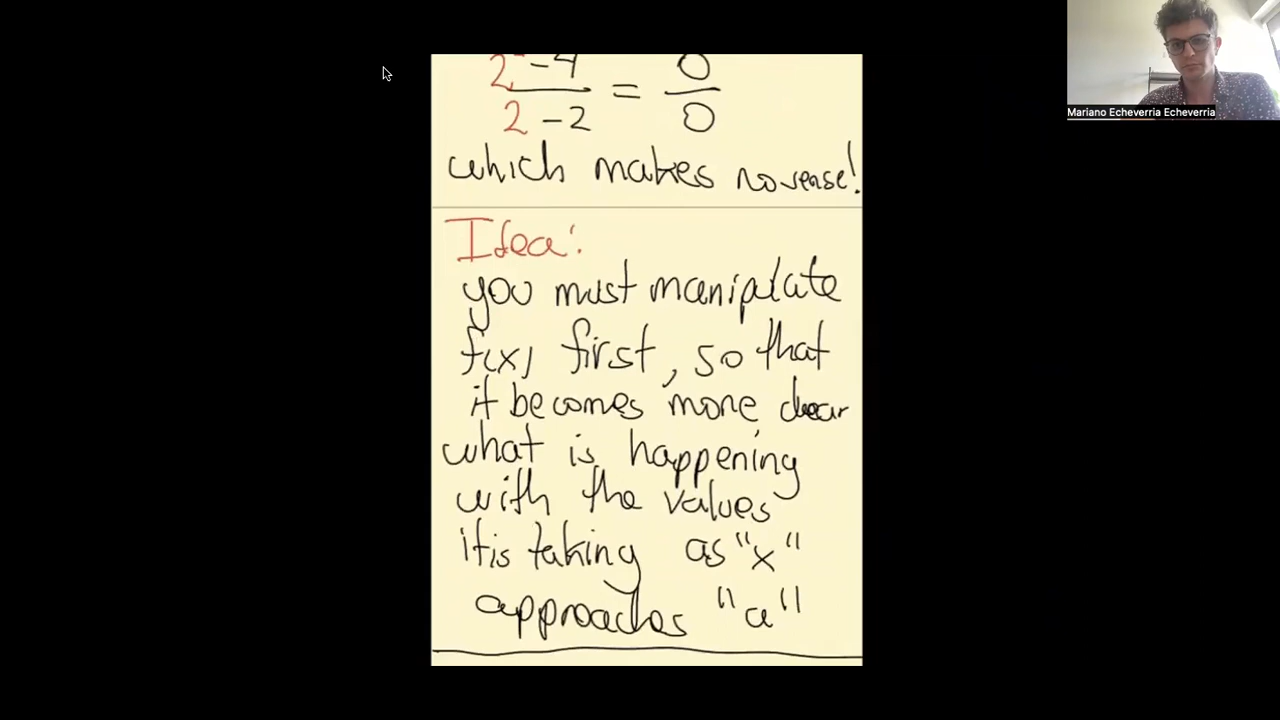 2² -4 / 2 -2 = 0/0
which makes no sense!
Idea:
you must manipulate
f(x) first, so that
it becomes more clear
what is happening
with the values
it is taking as "x"
approaches "a"
Mariano Echeverria Echeverria